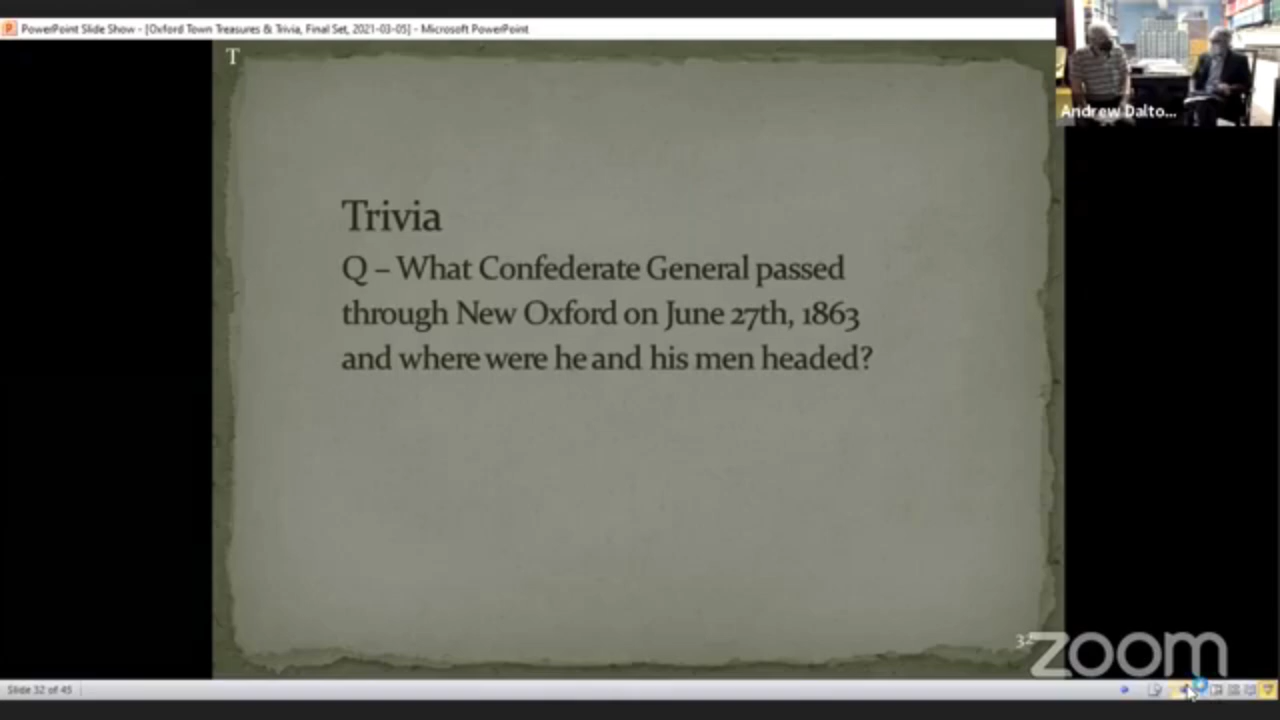 PowerPoint Slide Show - [Oxford Town Treasures & Trivia, Final Set, 2021-03-05] - Microsoft PowerPoint
T
Andrew Dalto...
Trivia
Q – What Confederate General passed
through New Oxford on June 27th, 1863
and where were he and his men headed?
32
zoom
Slide 32 of 45